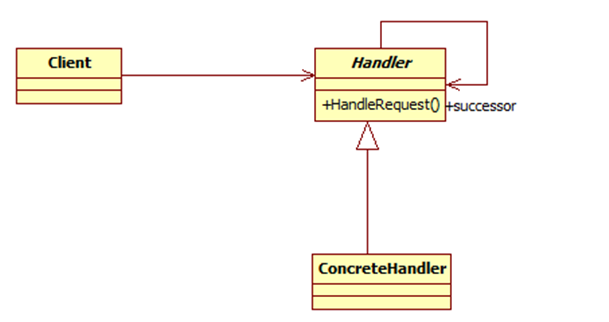 Client
Handler
+HandleRequest()
+successor
ConcreteHandler